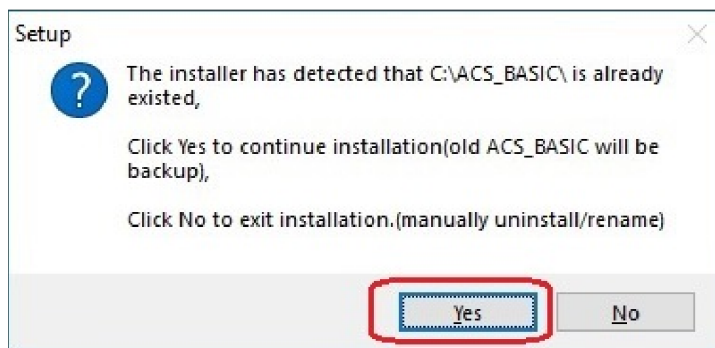 Setup
The installer has detected that C:\ACS_BASIC\ is already
existed,
Click Yes to continue installation(old ACS_BASIC will be
backup),
Click No to exit installation.(manually uninstall/rename)
Yes
No